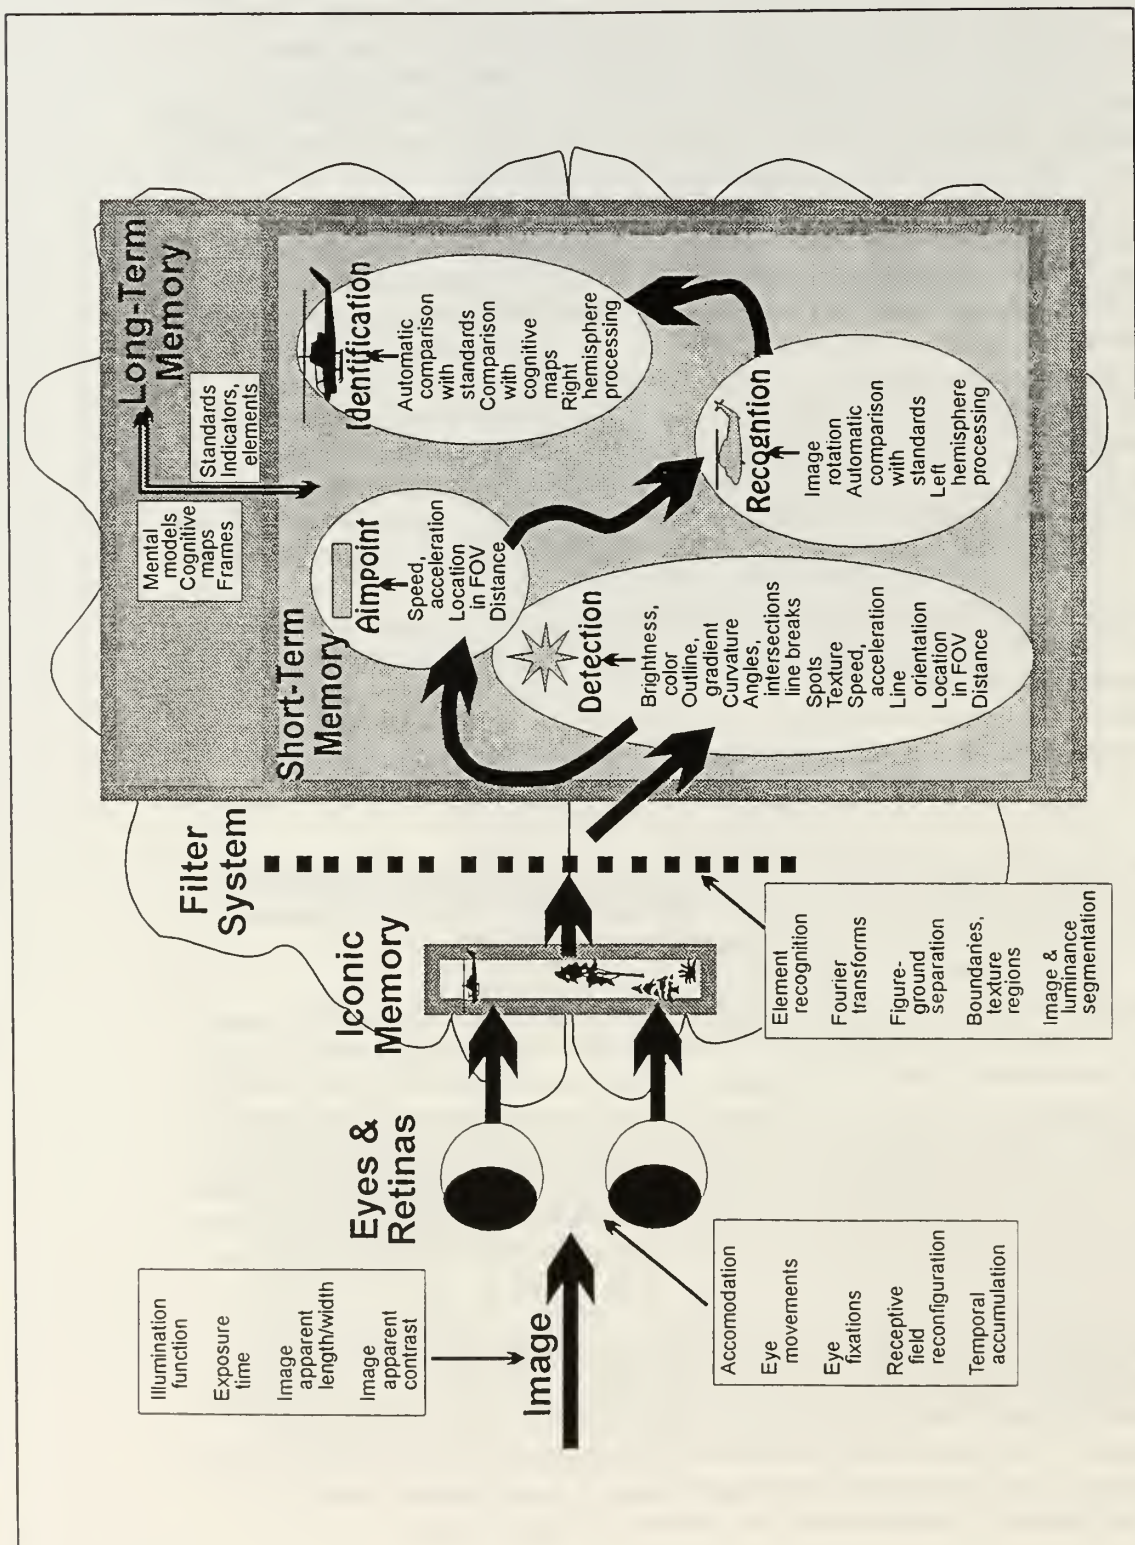 Illumination
function
Exposure
time
Image
apparent
length/width
Image
apparent
contrast
Image
Eyes &
Retinas
Accomodation
Eye
movements
Eye
fixations
Receptive
field
reconfiguration
Temporal
accumulation
Iconic
Memory
Filter
System
Element
recognition
Fourier
transforms
Figure-
ground
separation
Boundaries,
texture
regions
Image &
luminance
segmentation
Short-Term
Memory
Detection
Brightness,
color
Outline,
gradient
Curvature
Angles,
intersections
line breaks
Spots
Texture
Speed,
acceleration
Line
orientation
Location
in FOV
Distance
Aimpoint
Speed,
acceleration
Location
in FOV
Distance
Recognition
Image
rotation
Automatic
comparison
with
standards
Left
hemisphere
processing
Identification
Automatic
comparison
with
standards
Comparison
with
cognitive
maps
Right
hemisphere
processing
Mental
models
Cognitive
maps
Frames
Standards
Indicators,
elements
Long-Term
Memory